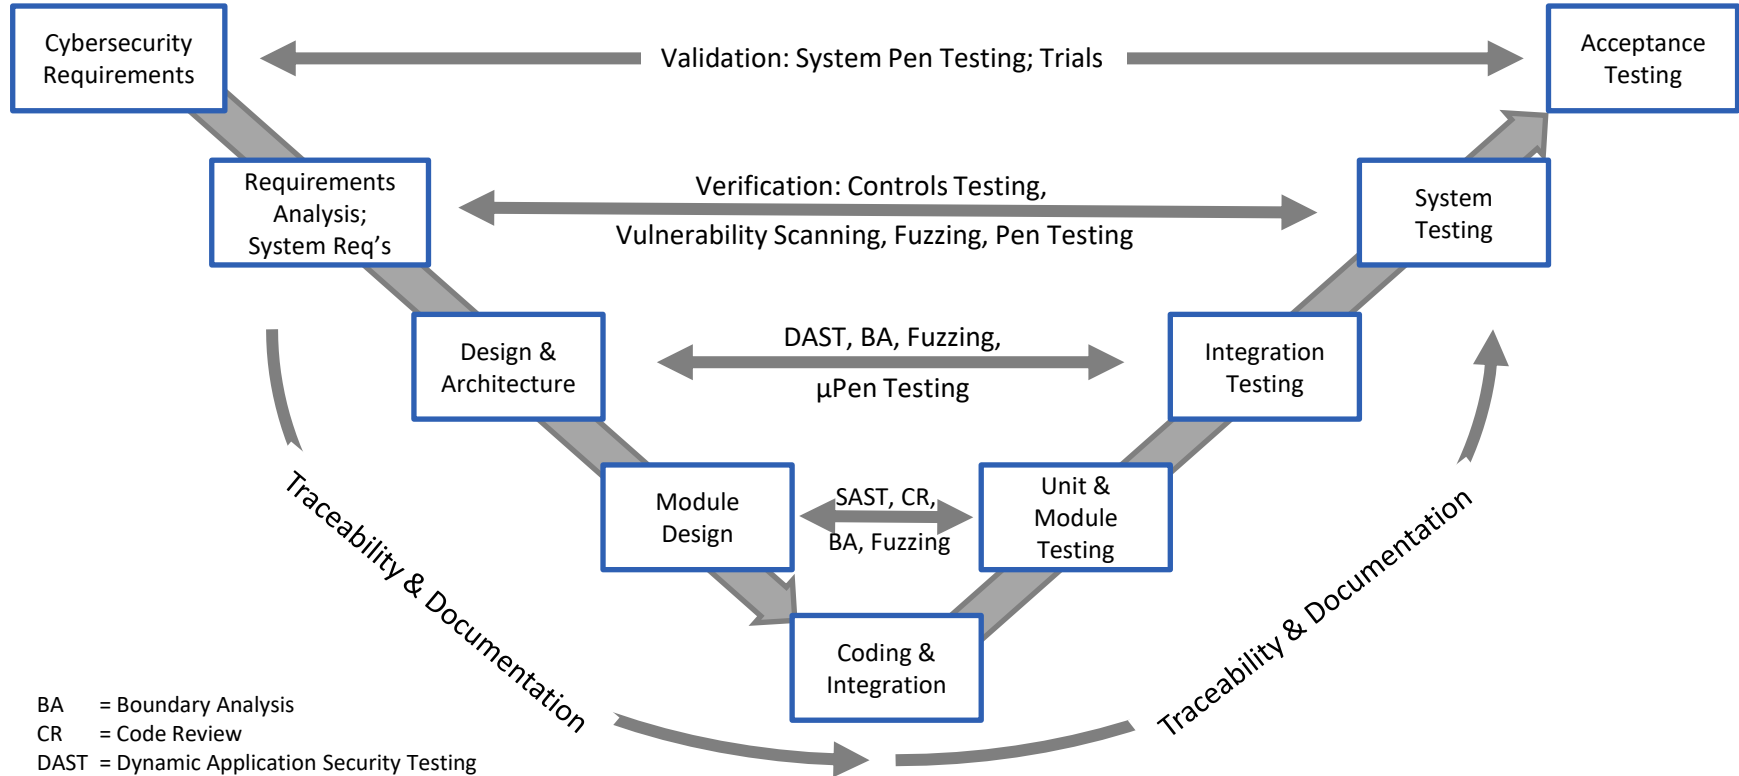 Cybersecurity
Requirements
Validation: System Pen Testing; Trials
Acceptance
Testing
Requirements
Analysis;
System Req’s
Verification: Controls Testing,
Vulnerability Scanning, Fuzzing, Pen Testing
System
Testing
Design &
Architecture
DAST, BA, Fuzzing,
µPen Testing
Integration
Testing
Module
Design
SAST, CR,
BA, Fuzzing
Unit &
Module
Testing
Coding &
Integration
Traceability & Documentation
Traceability & Documentation
BA = Boundary Analysis
CR = Code Review
DAST = Dynamic Application Security Testing